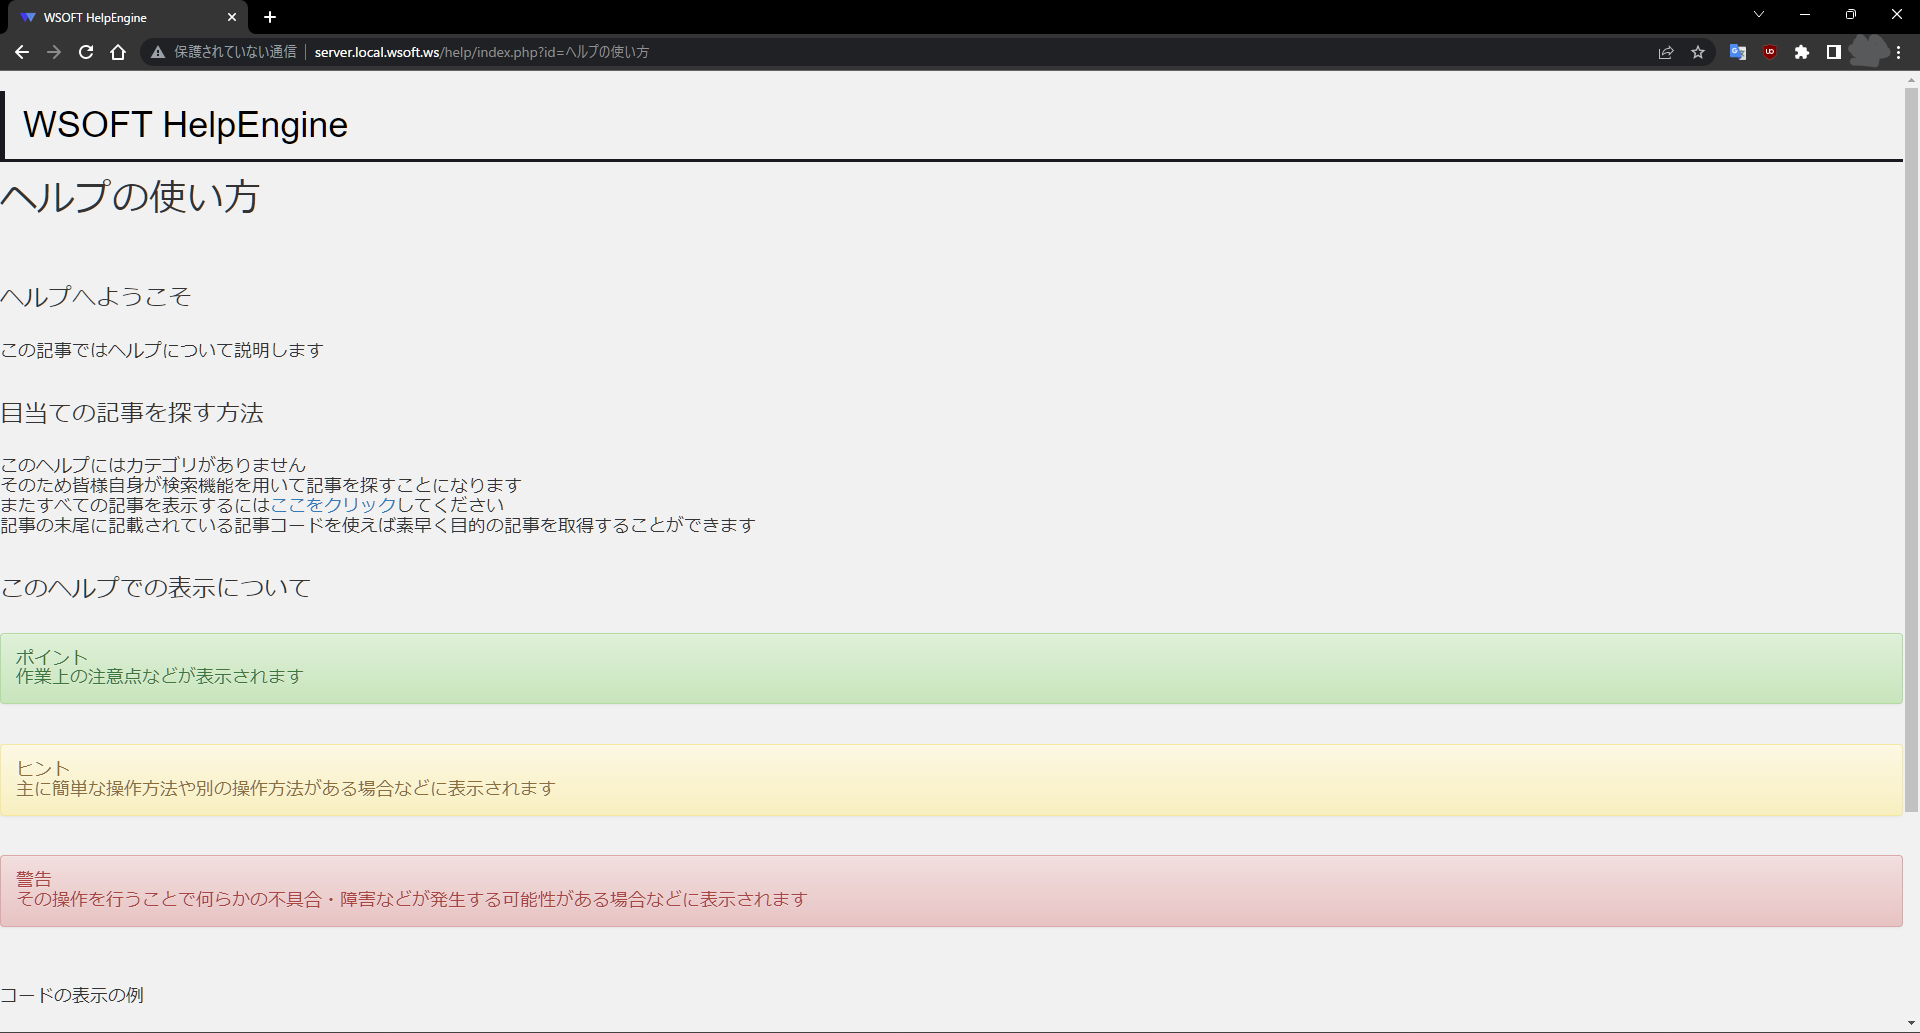 WSOFT HelpEngine
保護されていない通信 server.local.wsoft.ws/help/index.php?id=ヘルプの使い方
WSOFT HelpEngine
ヘルプの使い方
ヘルプへようこそ
この記事ではヘルプについて説明します
目当ての記事を探す方法
このヘルプにはカテゴリがありません
そのため皆様自身が検索機能を用いて記事を探すことになります
またすべての記事を表示するにはここをクリックしてください
記事の末尾に記載されている記事コードを使えば素早く目的の記事を取得することができます
このヘルプでの表示について
ポイント
作業上の注意点などが表示されます
ヒント
主に簡単な操作方法や別の操作方法がある場合などに表示されます
警告
その操作を行うことで何らかの不具合・障害などが発生する可能性がある場合などに表示されます
コードの表示の例